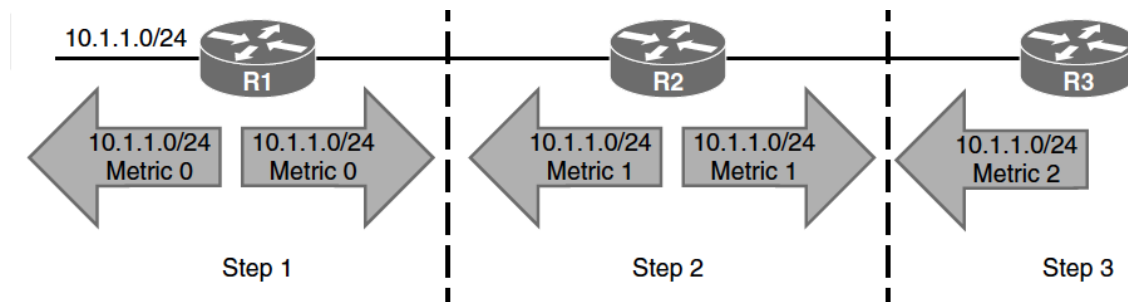 10.1.1.0/24
R1
R2
R3
10.1.1.0/24
Metric 0
10.1.1.0/24
Metric 0
10.1.1.0/24
Metric 1
10.1.1.0/24
Metric 1
10.1.1.0/24
Metric 2
Step 1
Step 2
Step 3